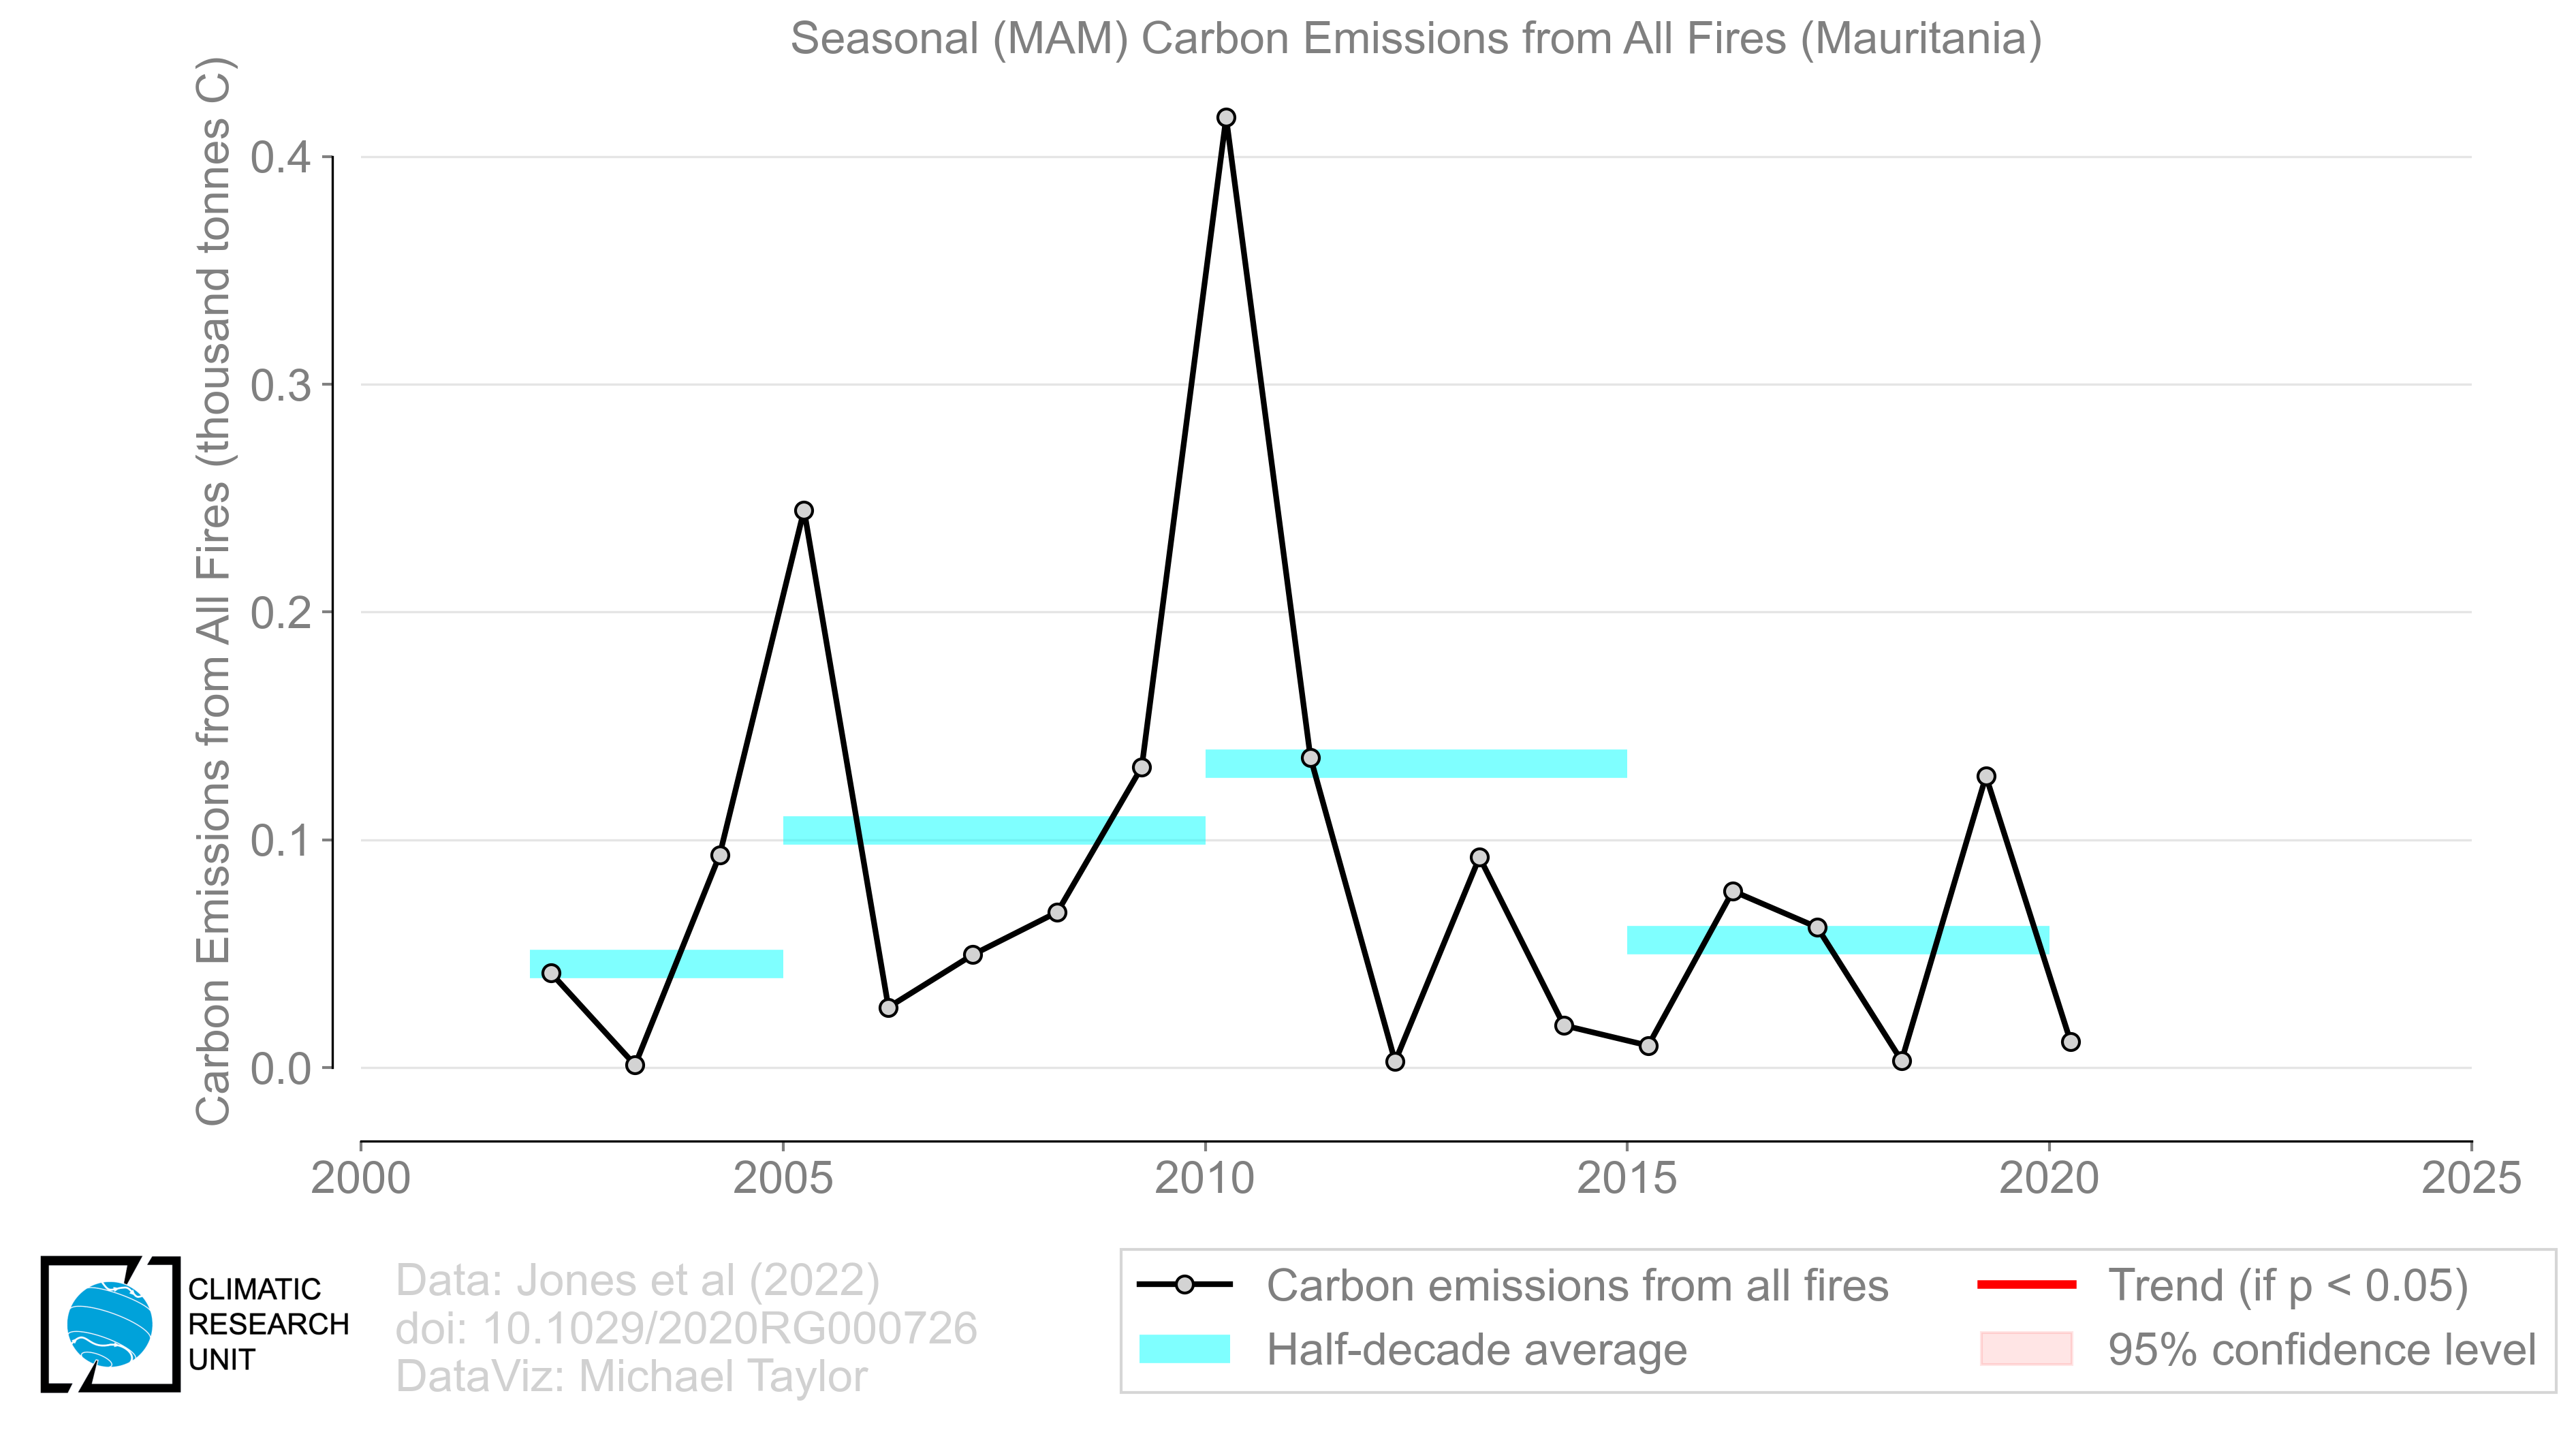 Seasonal (MAM) Carbon Emissions from All Fires (Mauritania)
Carbon Emissions from All Fires (thousand tonnes C)
0.4
0.3
0.2
0.1
0.0
2000
2005
2010
2015
2020
2025
CLIMATIC
RESEARCH
UNIT
Data: Jones et al (2022)
doi: 10.1029/2020RG000726
DataViz: Michael Taylor
Carbon emissions from all fires
Half-decade average
Trend (if p < 0.05)
95% confidence level